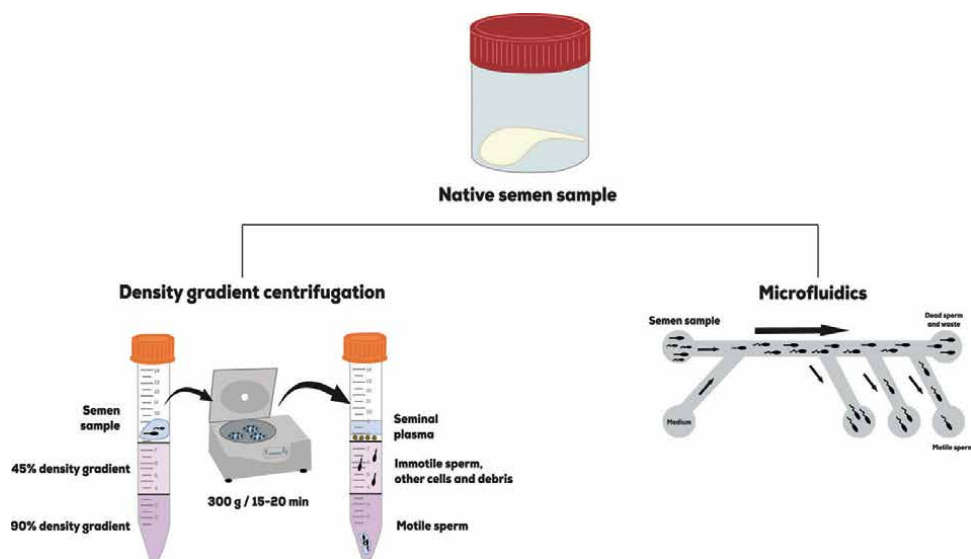 Native semen sample
Density gradient centrifugation
Microfluidics
Semen sample
Dead sperm
and waste
Medium
Motile sperm
Semen
sample
45% density gradient
90% density gradient
300 g / 15-20 min
Seminal
plasma
Immotile sperm,
other cells and debris
Motile sperm